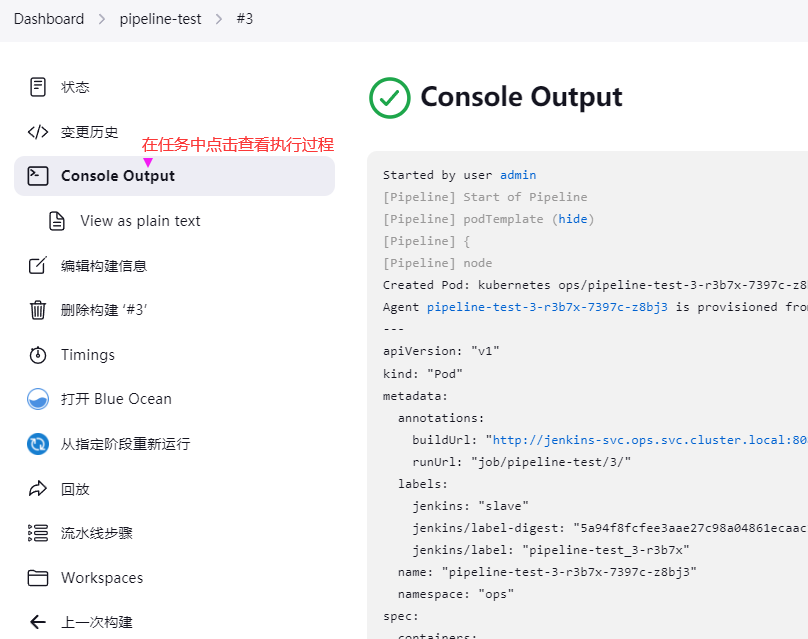 Dashboard > pipeline-test > #3
状态
变更历史
在任务中点击查看执行过程
Console Output
View as plain text
编辑构建信息
删除构建 ‘#3’
Timings
打开 Blue Ocean
从指定阶段重新运行
回放
流水线步骤
Workspaces
上一次构建
Console Output
Started by user admin
[Pipeline] Start of Pipeline
[Pipeline] podTemplate (hide)
[Pipeline] {
[Pipeline] node
Created Pod: kubernetes ops/pipeline-test-3-r3b7x-7397c-z8b
Agent pipeline-test-3-r3b7x-7397c-z8bj3 is provisioned from
---
apiVersion: "v1"
kind: "Pod"
metadata:
  annotations:
    buildUrl: "http://jenkins-svc.ops.svc.cluster.local:80
    runUrl: "job/pipeline-test/3/"
  labels:
    jenkins: "slave"
    jenkins/label-digest: "5a94f8fcfee3aae27c98a04861ecaac
    jenkins/label: "pipeline-test_3-r3b7x"
  name: "pipeline-test-3-r3b7x-7397c-z8bj3"
  namespace: "ops"
spec:
  containers: